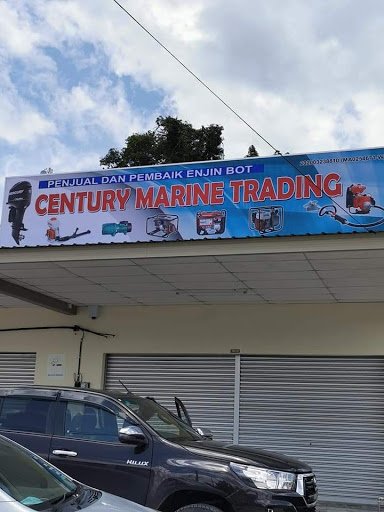 PENJUAL DAN PEMBAIK ENJIN BOT
CENTURY MARINE TRADING
HILUX